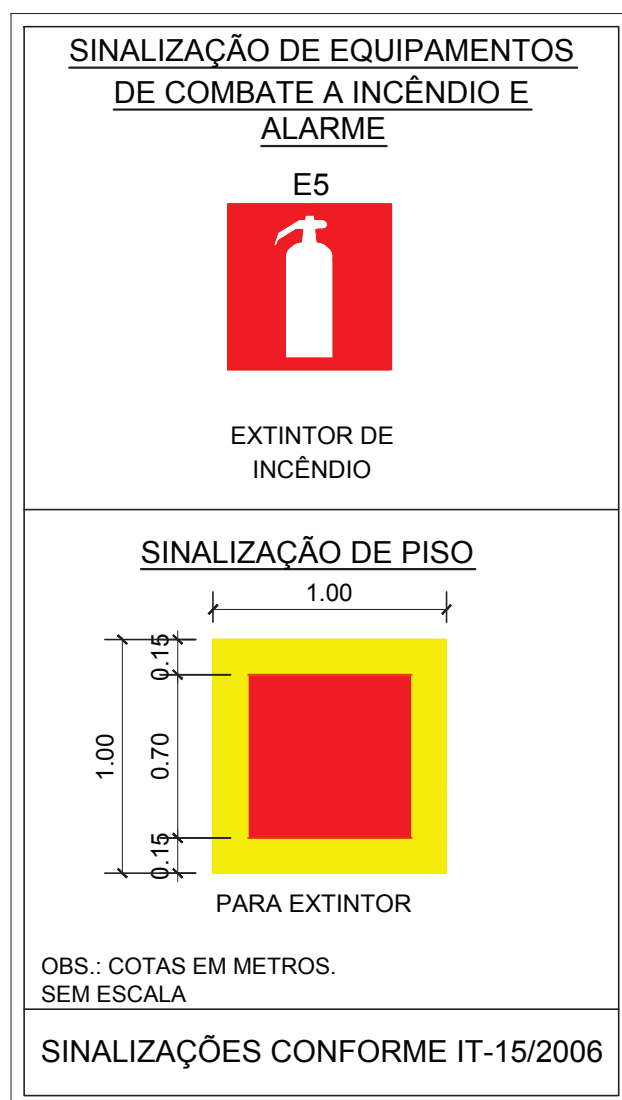 SINALIZAÇÃO DE EQUIPAMENTOS
DE COMBATE A INCÊNDIO E
ALARME
E5
EXTINTOR DE
INCÊNDIO
SINALIZAÇÃO DE PISO
1.00
0.15
1.00
0.70
0.15
PARA EXTINTOR
OBS.: COTAS EM METROS.
SEM ESCALA
SINALIZAÇÕES CONFORME IT-15/2006